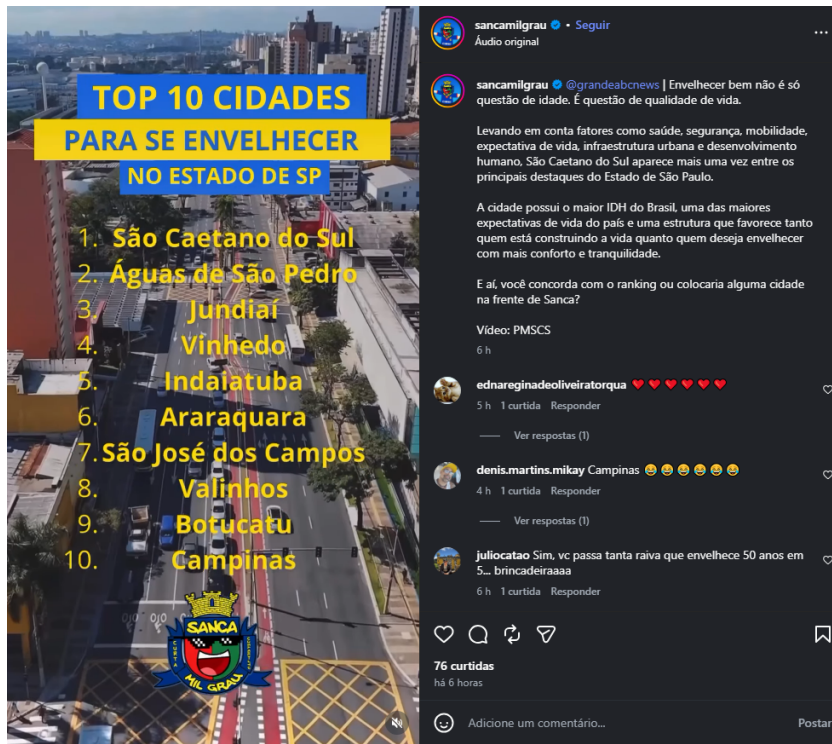 TOP 10 CIDADES
PARA SE ENVELHECER
NO ESTADO DE SP
1. São Caetano do Sul
2. Águas de São Pedro
3. Jundiaí
4. Vinhedo
5. Indaiatuba
6. Araraquara
7. São José dos Campos
8. Valinhos
9. Botucatu
10. Campinas
SANCA
CURTA
MIL GRAU
sancamilgrau • Seguir
Áudio original
sancamilgrau @grandeabcnews | Envelhecer bem não é só
questão de idade. É questão de qualidade de vida.
Levando em conta fatores como saúde, segurança, mobilidade,
expectativa de vida, infraestrutura urbana e desenvolvimento
humano, São Caetano do Sul aparece mais uma vez entre os
principais destaques do Estado de São Paulo.
A cidade possui o maior IDH do Brasil, uma das maiores
expectativas de vida do país e uma estrutura que favorece tanto
quem está construindo a vida quanto quem deseja envelhecer
com mais conforto e tranquilidade.
E aí, você concorda com o ranking ou colocaria alguma cidade
na frente de Sanca?
Vídeo: PMSCS
6 h
ednareginadeoliveiratorqua ❤️❤️❤️❤️❤️❤️
5 h 1 curtida Responder
Ver respostas (1)
denis.martins.mikay Campinas 😂😂😂😂😂😂
4 h 1 curtida Responder
Ver respostas (1)
juliocatao Sim, vc passa tanta raiva que envelhece 50 anos em
5... brincadeiraaaa
6 h 1 curtida Responder
76 curtidas
há 6 horas
Adicione um comentário...
Postar